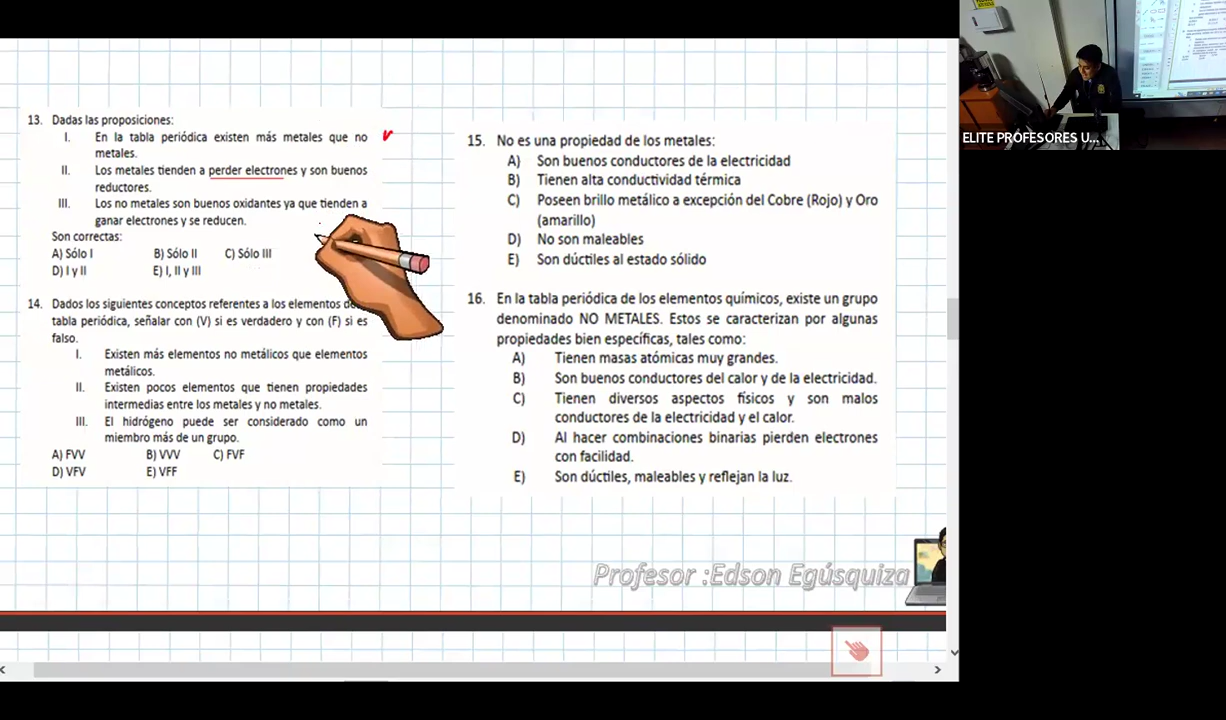 13. Dadas las proposiciones:
I. En la tabla periódica existen más metales que no
metales.
II. Los metales tienden a perder electrones y son buenos
reductores.
III. Los no metales son buenos oxidantes ya que tienden a
ganar electrones y se reducen.
Son correctas:
A) Sólo I B) Sólo II C) Sólo III
D) I y II E) I, II y III
14. Dados los siguientes conceptos referentes a los elementos
tabla periódica, señalar con (V) si es verdadero y con (F) si es
falso.
I. Existen más elementos no metálicos que elementos
metálicos.
II. Existen pocos elementos que tienen propiedades
intermedias entre los metales y no metales.
III. El hidrógeno puede ser considerado como un
miembro más de un grupo.
A) FVV B) VVV C) FVF
D) VFV E) VFF
15. No es una propiedad de los metales:
A) Son buenos conductores de la electricidad
B) Tienen alta conductividad térmica
C) Poseen brillo metálico a excepción del Cobre (Rojo) y Oro
(amarillo)
D) No son maleables
E) Son dúctiles al estado sólido
16. En la tabla periódica de los elementos químicos, existe un grupo
denominado NO METALES. Estos se caracterizan por algunas
propiedades bien específicas, tales como:
A) Tienen masas atómicas muy grandes.
B) Son buenos conductores del calor y de la electricidad.
C) Tienen diversos aspectos físicos y son malos
conductores de la electricidad y el calor.
D) Al hacer combinaciones binarias pierden electrones
con facilidad.
E) Son dúctiles, maleables y reflejan la luz.
Profesor :Edson Egúsquiza
ELITE PROFESORES U...